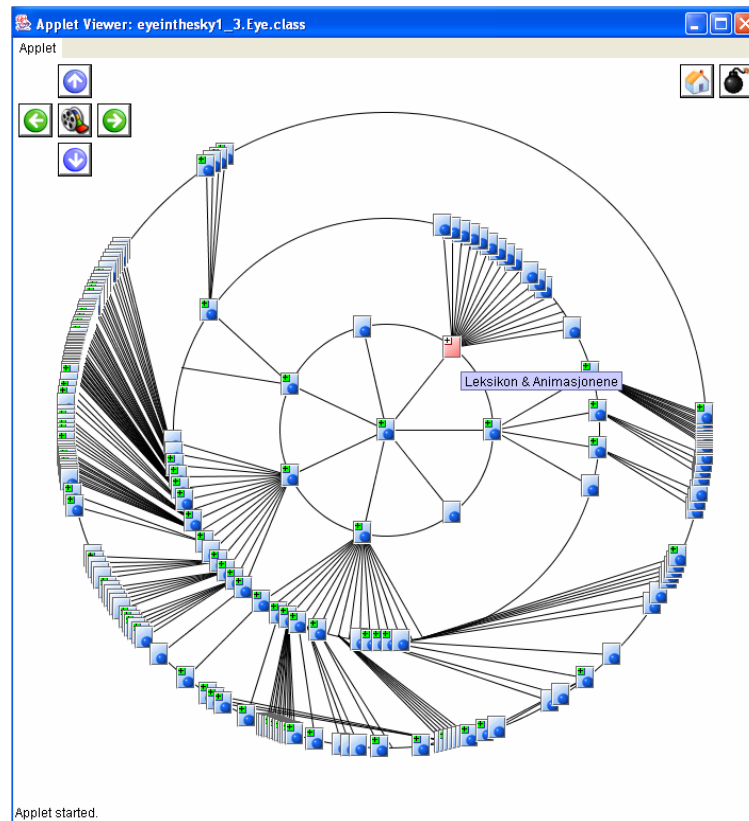 Applet Viewer: eyeinthesky1_3.Eye.class
Applet
Leksikon & Animasjonene
Applet started.